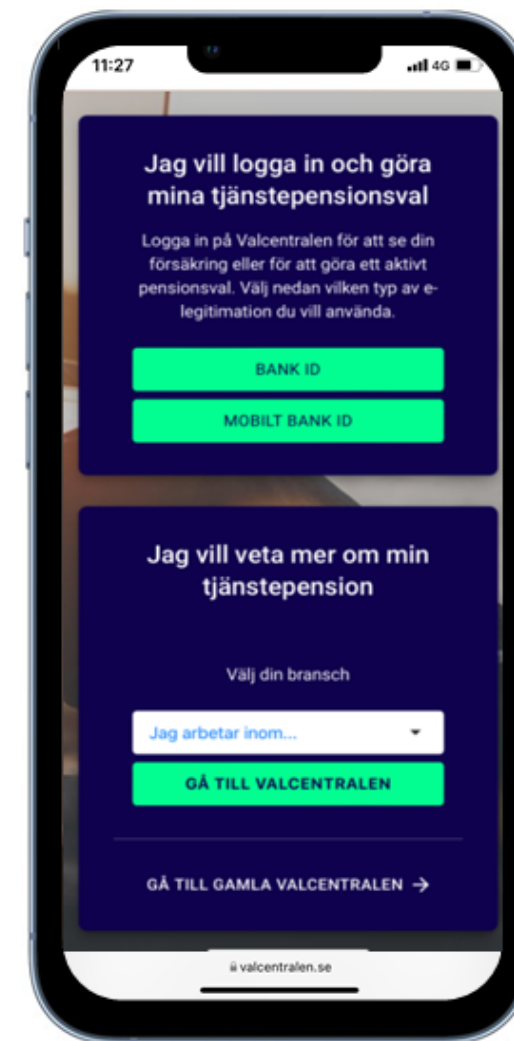 11:27
4G
Jag vill logga in och göra
mina tjänstepensionsval
Logga in på Valcentralen för att se din
försäkring eller för att göra ett aktivt
pensionsval. Välj nedan vilken typ av e-
legitimation du vill använda.
BANK ID
MOBILT BANK ID
Jag vill veta mer om min
tjänstepension
Välj din bransch
Jag arbetar inom...
GÅ TILL VALCENTRALEN
GÅ TILL GAMLA VALCENTRALEN →
valcentralen.se